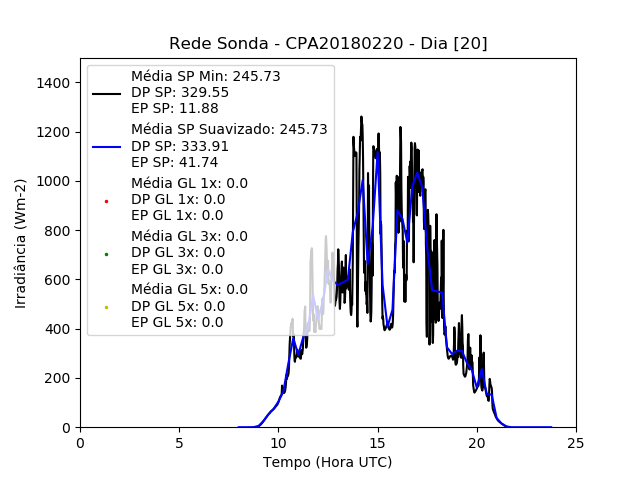 Rede Sonda - CPA20180220 - Dia [20]
Média SP Min: 245.73
DP SP: 329.55
EP SP: 11.88
Média SP Suavizado: 245.73
DP SP: 333.91
EP SP: 41.74
Média GL 1x: 0.0
DP GL 1x: 0.0
EP GL 1x: 0.0
Média GL 3x: 0.0
DP GL 3x: 0.0
EP GL 3x: 0.0
Média GL 5x: 0.0
DP GL 5x: 0.0
EP GL 5x: 0.0
Irradiância (Wm-2)
1400
1200
1000
800
600
400
200
0
0 5 10 15 20 25
Tempo (Hora UTC)